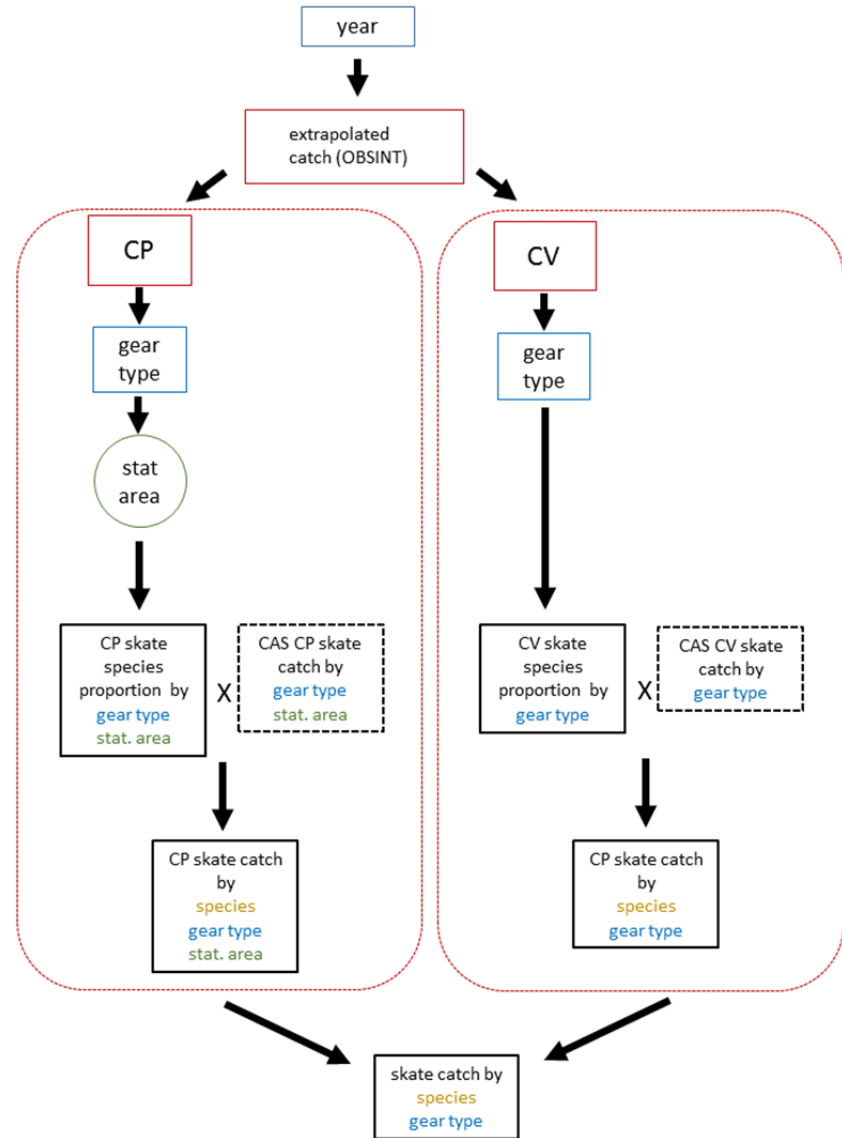 year
extrapolated
catch (OBSINT)
CP
gear
type
stat
area
CP skate
species
proportion by
gear type
stat. area
X
CAS CP skate
catch by
gear type
stat. area
CP skate catch
by
species
gear type
stat. area
CV
gear
type
CV skate
species
proportion by
gear type
X
CAS CV skate
catch by
gear type
CP skate catch
by
species
gear type
skate catch by
species
gear type